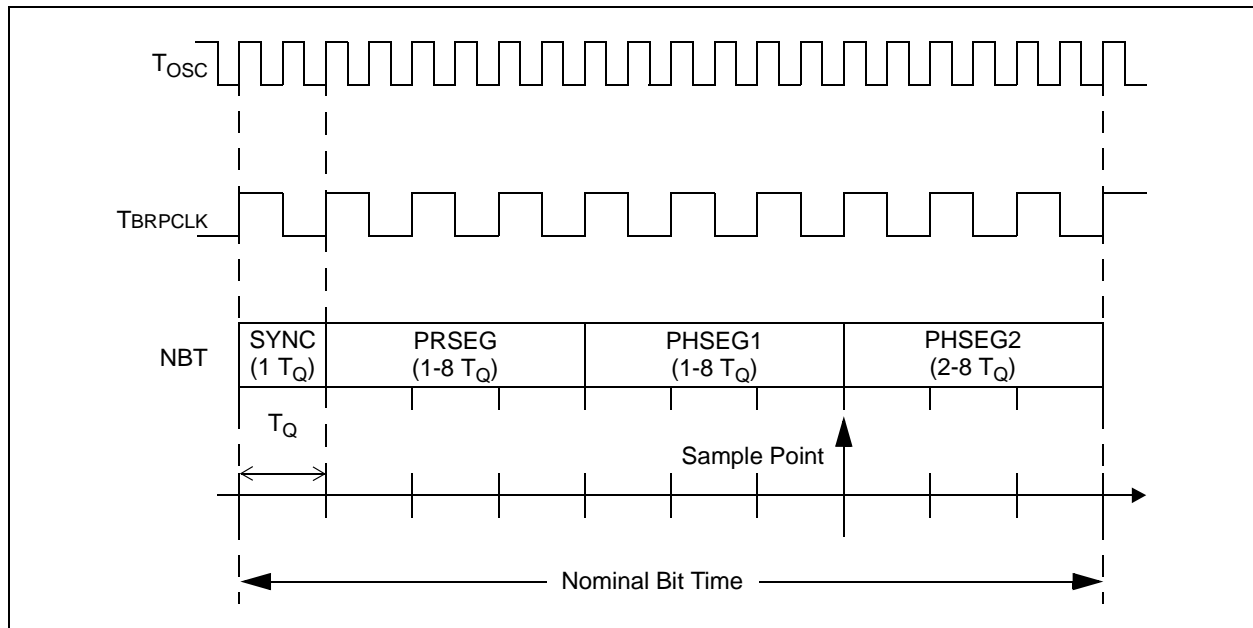 TOSC
TBRPCLK
NBT
SYNC
(1 TQ)
PRSEG
(1-8 TQ)
PHSEG1
(1-8 TQ)
PHSEG2
(2-8 TQ)
TQ
Sample Point
Nominal Bit Time